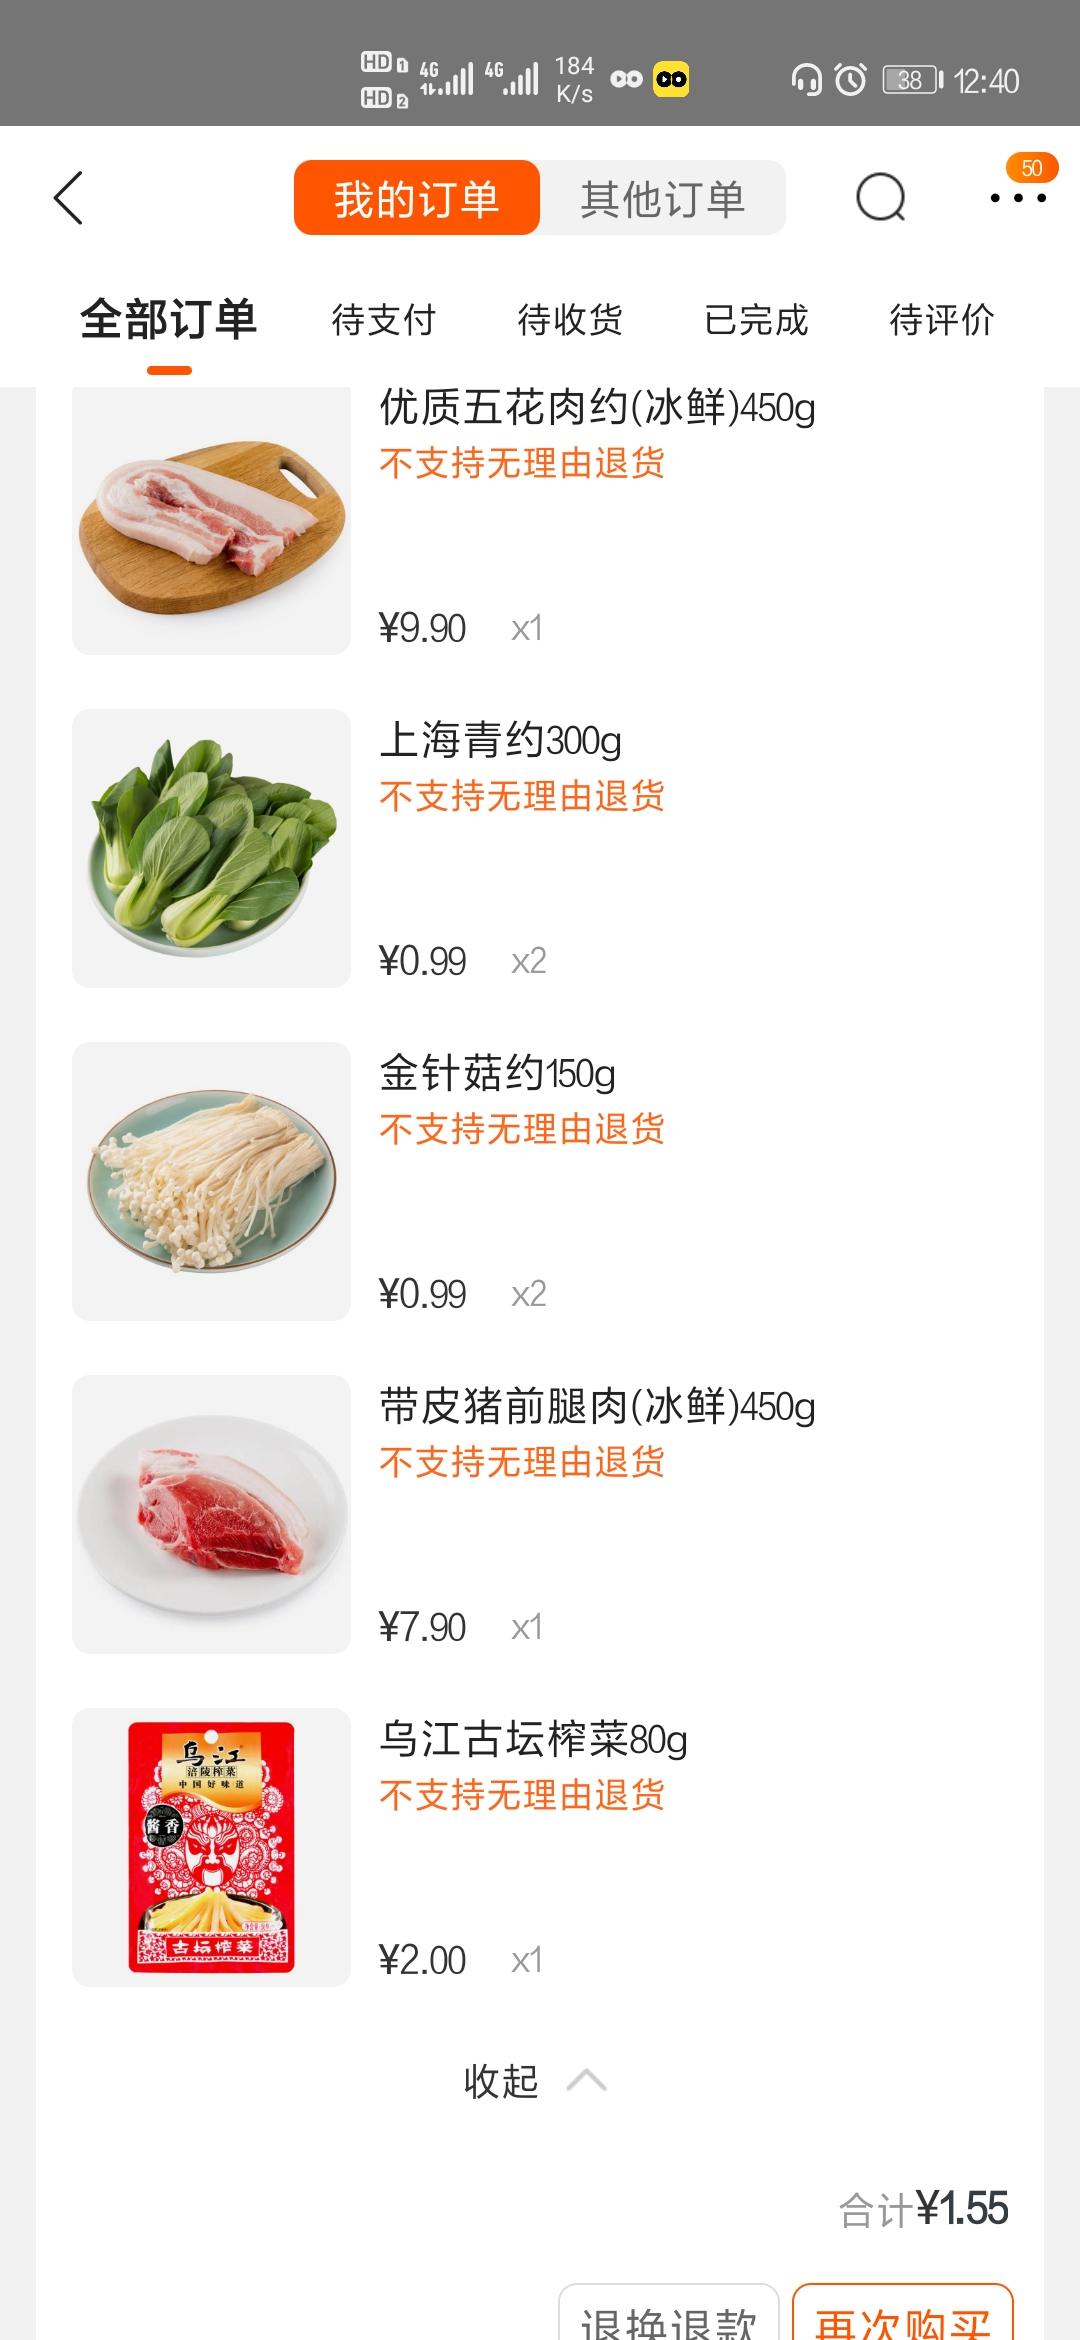 HD 1
HD 2
4G
4G
184
K/s
38
12:40
我的订单
其他订单
50
全部订单
待支付
待收货
已完成
待评价
优质五花肉约(冰鲜)450g
不支持无理由退货
¥9.90 x1
上海青约300g
不支持无理由退货
¥0.99 x2
金针菇约150g
不支持无理由退货
¥0.99 x2
带皮猪前腿肉(冰鲜)450g
不支持无理由退货
¥7.90 x1
乌江古坛榨菜80g
不支持无理由退货
乌江
涪陵榨菜
中国好味道
酱香
古坛榨菜
¥2.00 x1
收起
合计¥1.55
退换退款
再次购买